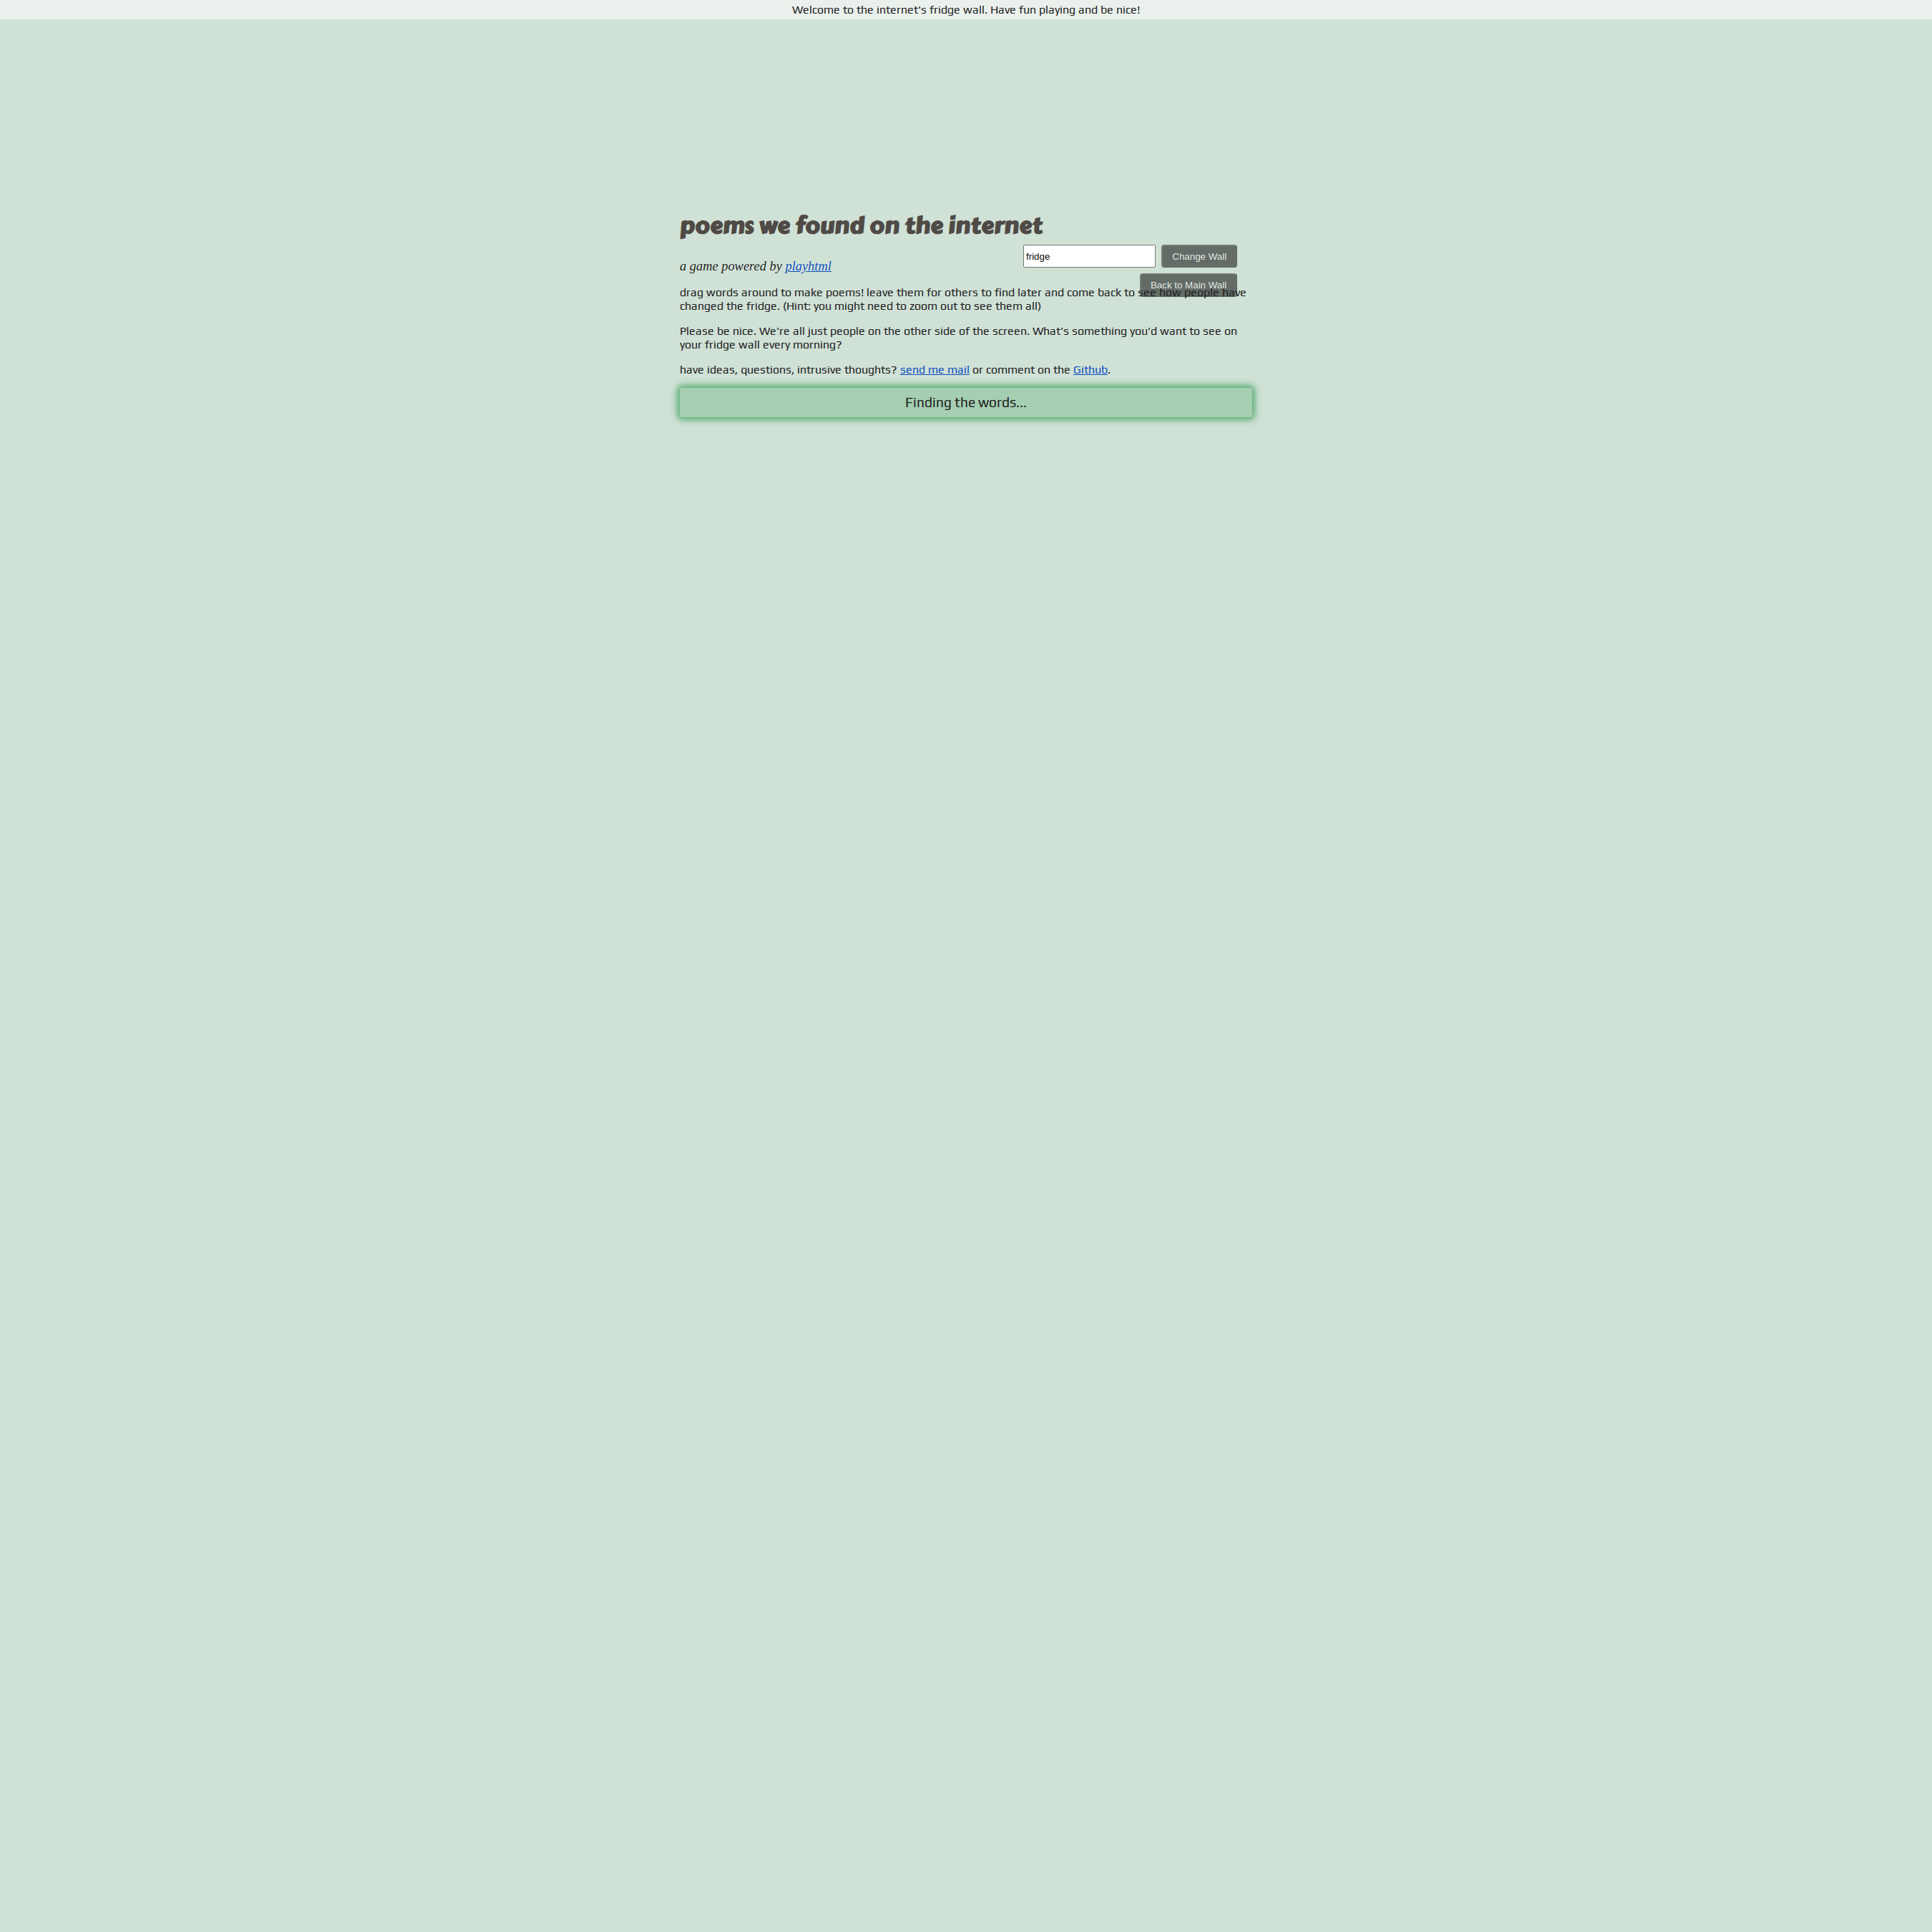 Welcome to the internet's fridge wall. Have fun playing and be nice!
poems we found on the internet
fridge
Change Wall
a game powered by playhtml
Back to Main Wall
drag words around to make poems! leave them for others to find later and come back to see how people have
changed the fridge. (Hint: you might need to zoom out to see them all)
Please be nice. We're all just people on the other side of the screen. What's something you'd want to see on
your fridge wall every morning?
have ideas, questions, intrusive thoughts? send me mail or comment on the Github.
Finding the words...